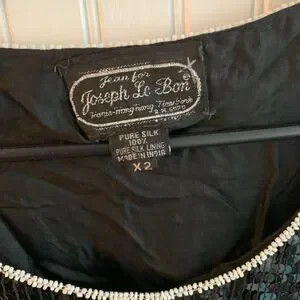 Jean for
Joseph Le Bon
Paris-Hong Kong New York
PURE SILK
100%
PURE SILK LINING
MADE IN INDIA
X2